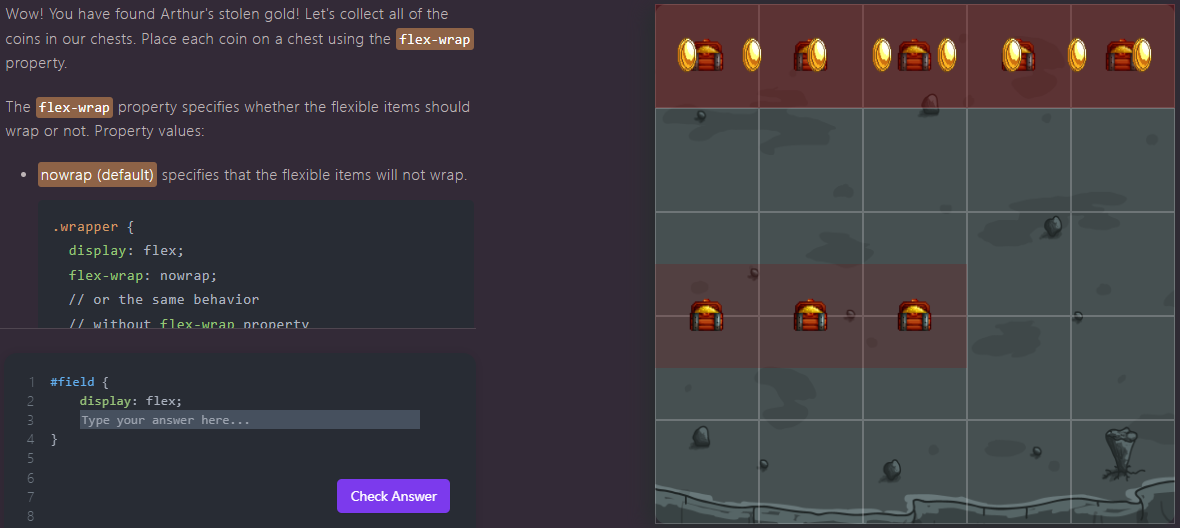 Wow! You have found Arthur's stolen gold! Let's collect all of the
coins in our chests. Place each coin on a chest using the flex-wrap
property.
The flex-wrap property specifies whether the flexible items should
wrap or not. Property values:
• nowrap (default) specifies that the flexible items will not wrap.
.wrapper {
display: flex;
flex-wrap: nowrap;
// or the same behavior
// without flex-wrap property
1 #field {
2 display: flex;
3 Type your answer here...
4 }
5
6
7
8
Check Answer